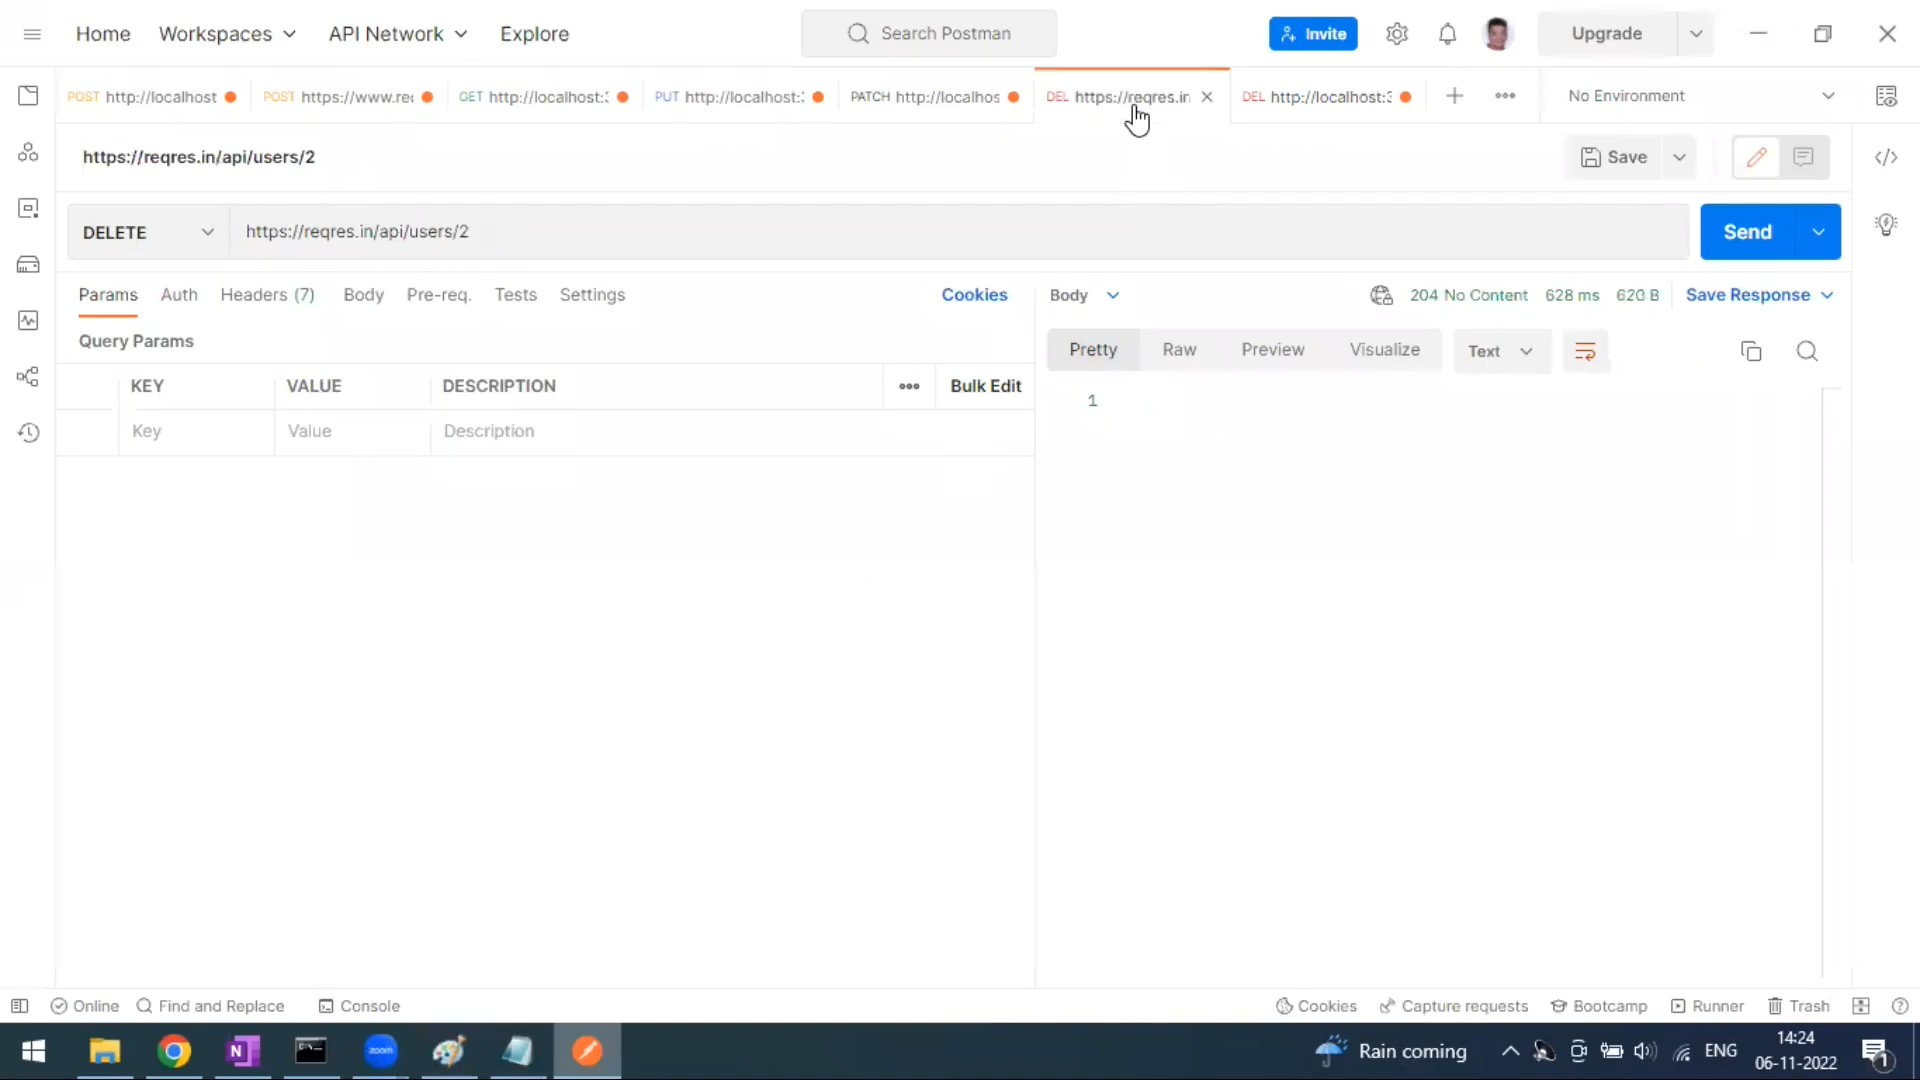 Home Workspaces API Network Explore Search Postman Invite Upgrade
POST http://localhost POST https://www.re GET http://localhost: PUT http://localhost: PATCH http://localhos DEL https://reqres.in DEL http://localhost:3 No Environment
https://reqres.in/api/users/2 Save
DELETE https://reqres.in/api/users/2 Send
Params Auth Headers (7) Body Pre-req. Tests Settings Cookies Body 204 No Content 628 ms 620 B Save Response
Query Params
Pretty Raw Preview Visualize Text
KEY VALUE DESCRIPTION Bulk Edit
1
Key Value Description
Online Find and Replace Console Cookies Capture requests Bootcamp Runner Trash
N zoom Rain coming ENG 14:24
06-11-2022 1